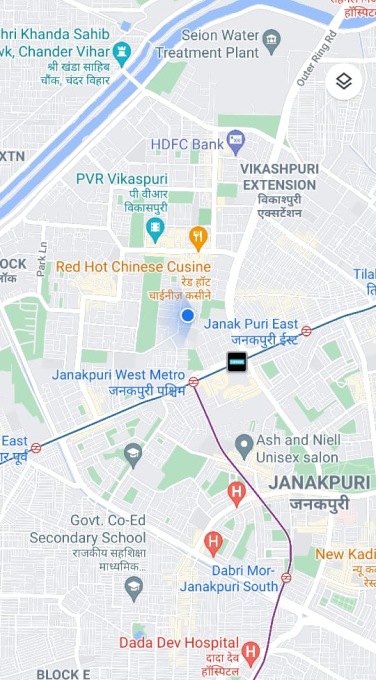 हॉस्पिटल
hri Khanda Sahib
wk, Chander Vihar
श्री खंडा साहिब
चौंक, चंदर विहार
Seion Water
Treatment Plant
Outer Ring Rd
HDFC Bank
XTN
VIKASHPURI
EXTENSION
विकाश्पुरी
एक्सटेंशन
PVR Vikaspuri
पी वीआर
विकासपुरी
Park Ln
OCK
लॉक
Red Hot Chinese Cusine
रेड हॉट
चाईनीज़ कसीने
Tila
ति
Janak Puri East
जनकपुरी ईस्ट
Janakpuri West Metro
जनकपुरी पश्चिम
East
ार पूर्व
Ash and Niell
Unisex salon
H
JANAKPURI
जनकपुरी
Govt. Co-Ed
Secondary School
राजकीय सहशिक्षा
माध्यमिक...
H
New Kadi
न्यू का
रेस्
Dabri Mor-
Janakpuri South
Dada Dev Hospital
दादा देव
हॉस्पिटल
H
BLOCK E